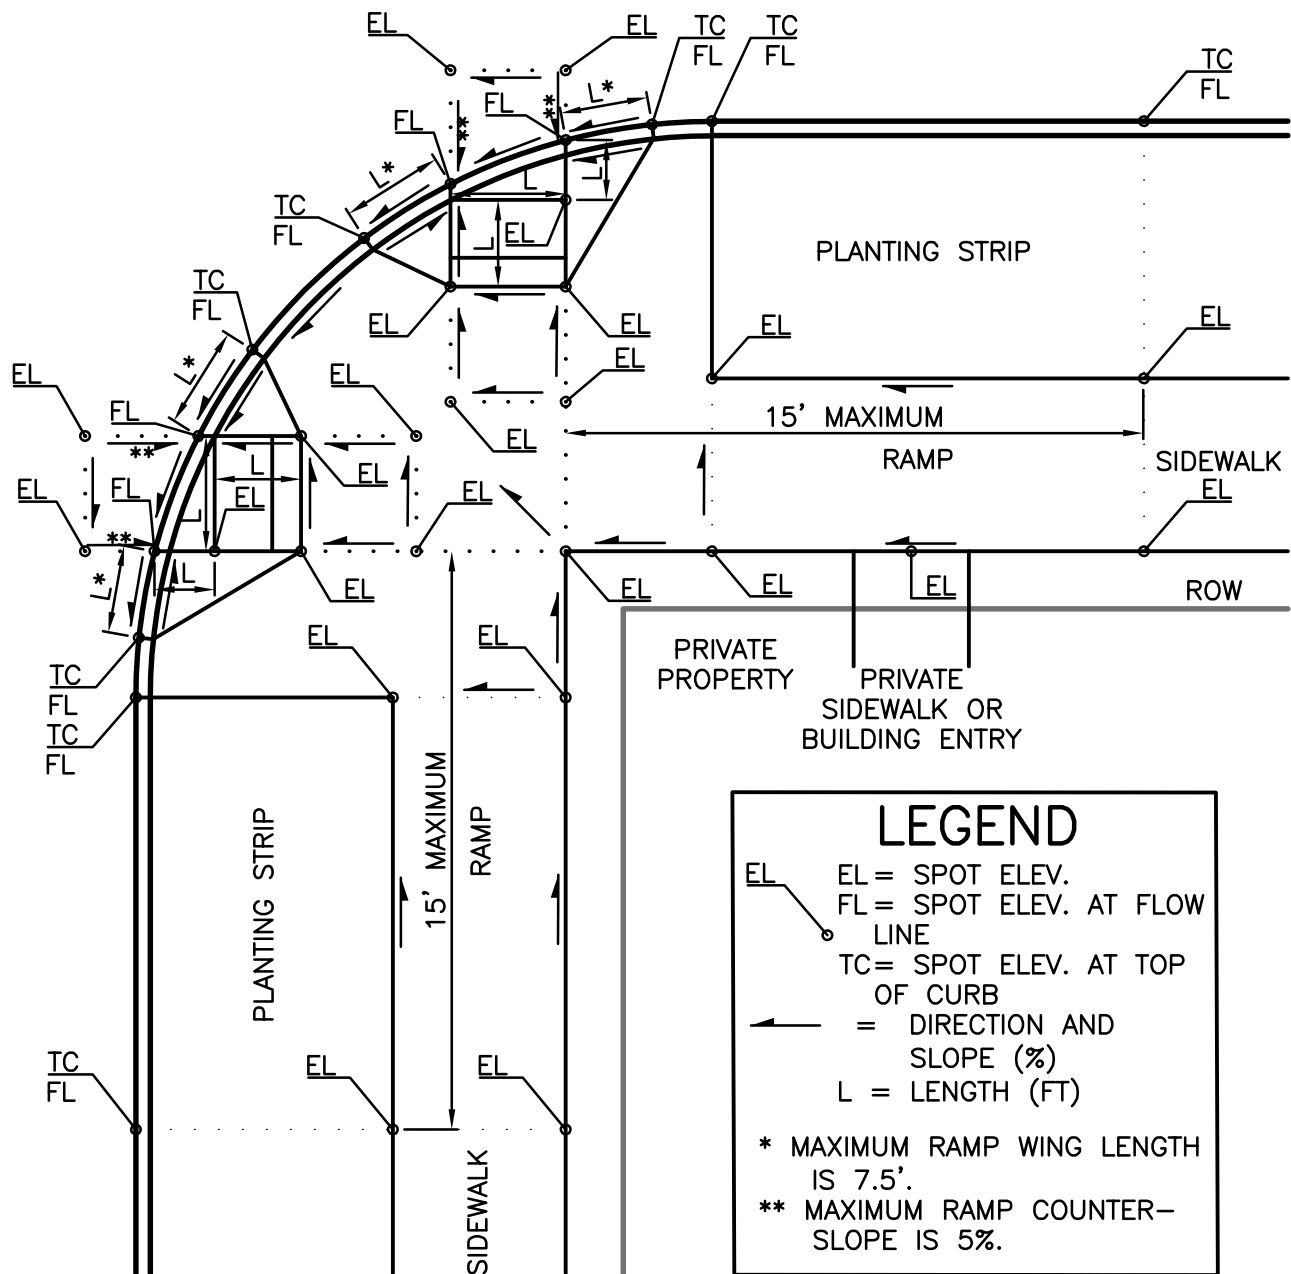 EL
EL
TC
FL
TC
FL
TC
FL
L*
**
FL
**
FL
L*
L
L
TC
FL
EL
L
PLANTING STRIP
TC
FL
EL
EL
EL
EL
L*
EL
EL
EL
FL
15' MAXIMUM
RAMP
SIDEWALK
EL
**
L
EL
EL
FL
EL
EL
L
**
L*
L
EL
EL
EL
EL
ROW
EL
EL
PRIVATE
PROPERTY
PRIVATE
SIDEWALK OR
BUILDING ENTRY
TC
FL
TC
FL
PLANTING STRIP
15' MAXIMUM
RAMP
TC
FL
EL
EL
SIDEWALK
LEGEND
EL
EL = SPOT ELEV.
FL = SPOT ELEV. AT FLOW
LINE
TC = SPOT ELEV. AT TOP
OF CURB
= DIRECTION AND
SLOPE (%)
L = LENGTH (FT)
* MAXIMUM RAMP WING LENGTH
IS 7.5'.
** MAXIMUM RAMP COUNTER-
SLOPE IS 5%.